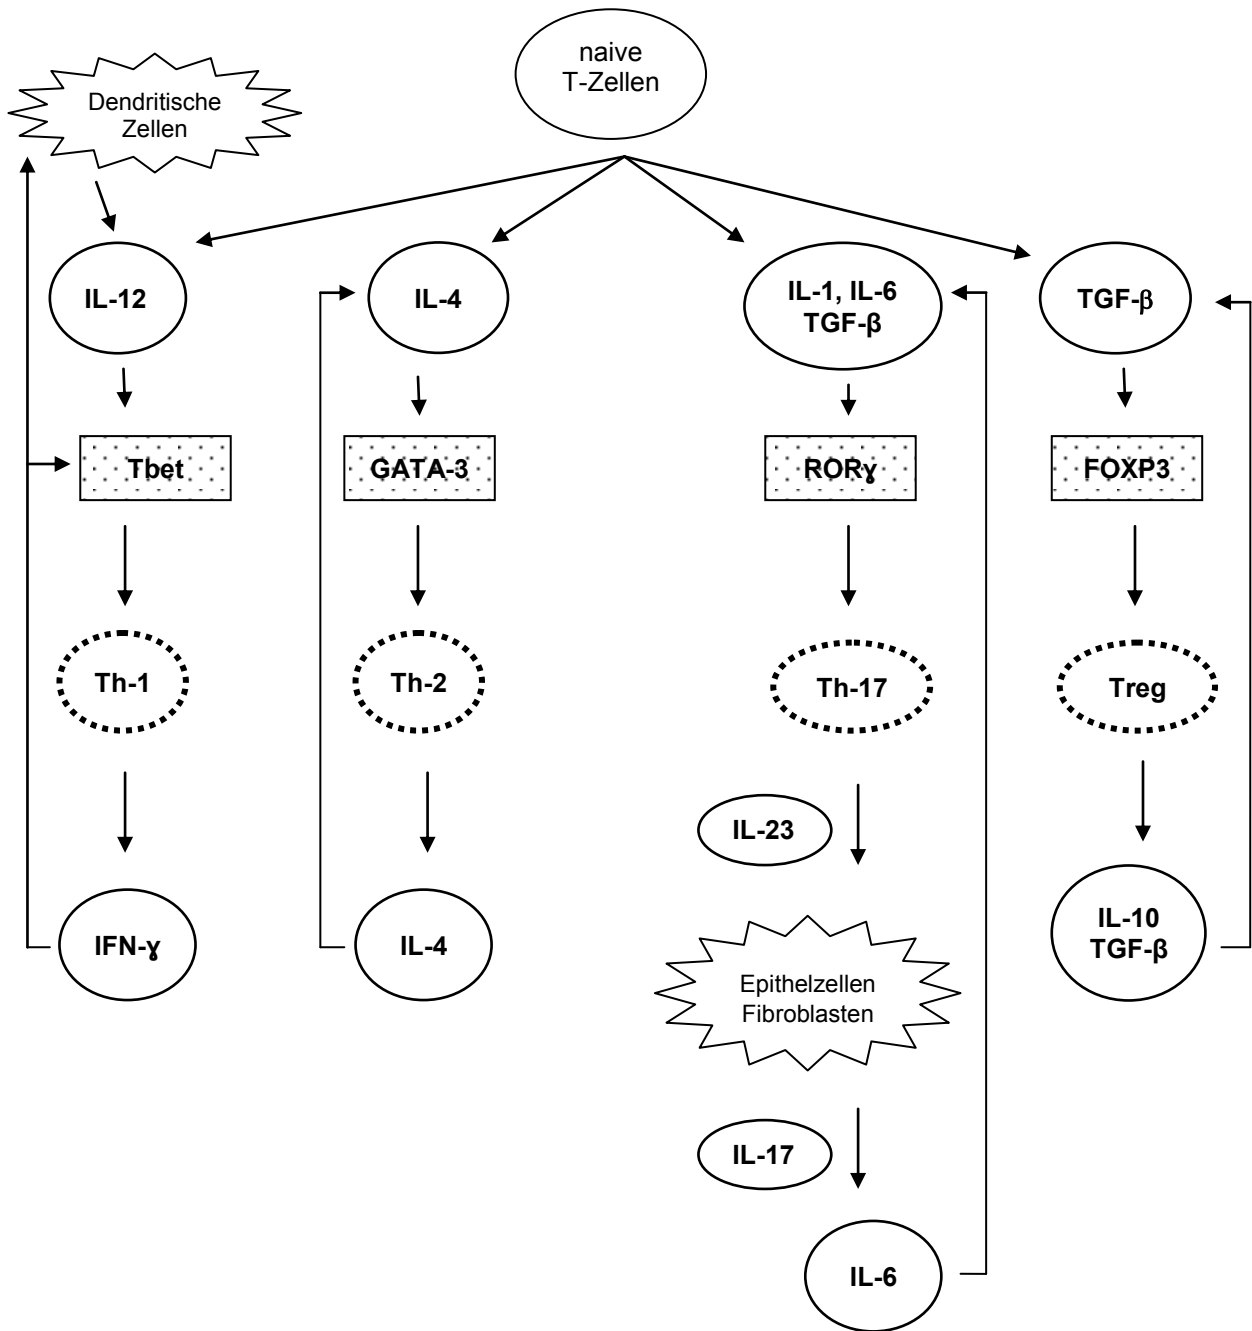 naive
T-Zellen
Dendritische
Zellen
IL-12
IL-4
IL-1, IL-6
TGF-β
TGF-β
Tbet
GATA-3
RORɣ
FOXP3
Th-1
Th-2
Th-17
Treg
IL-23
IFN-ɣ
IL-4
Epithelzellen
Fibroblasten
IL-10
TGF-β
IL-17
IL-6